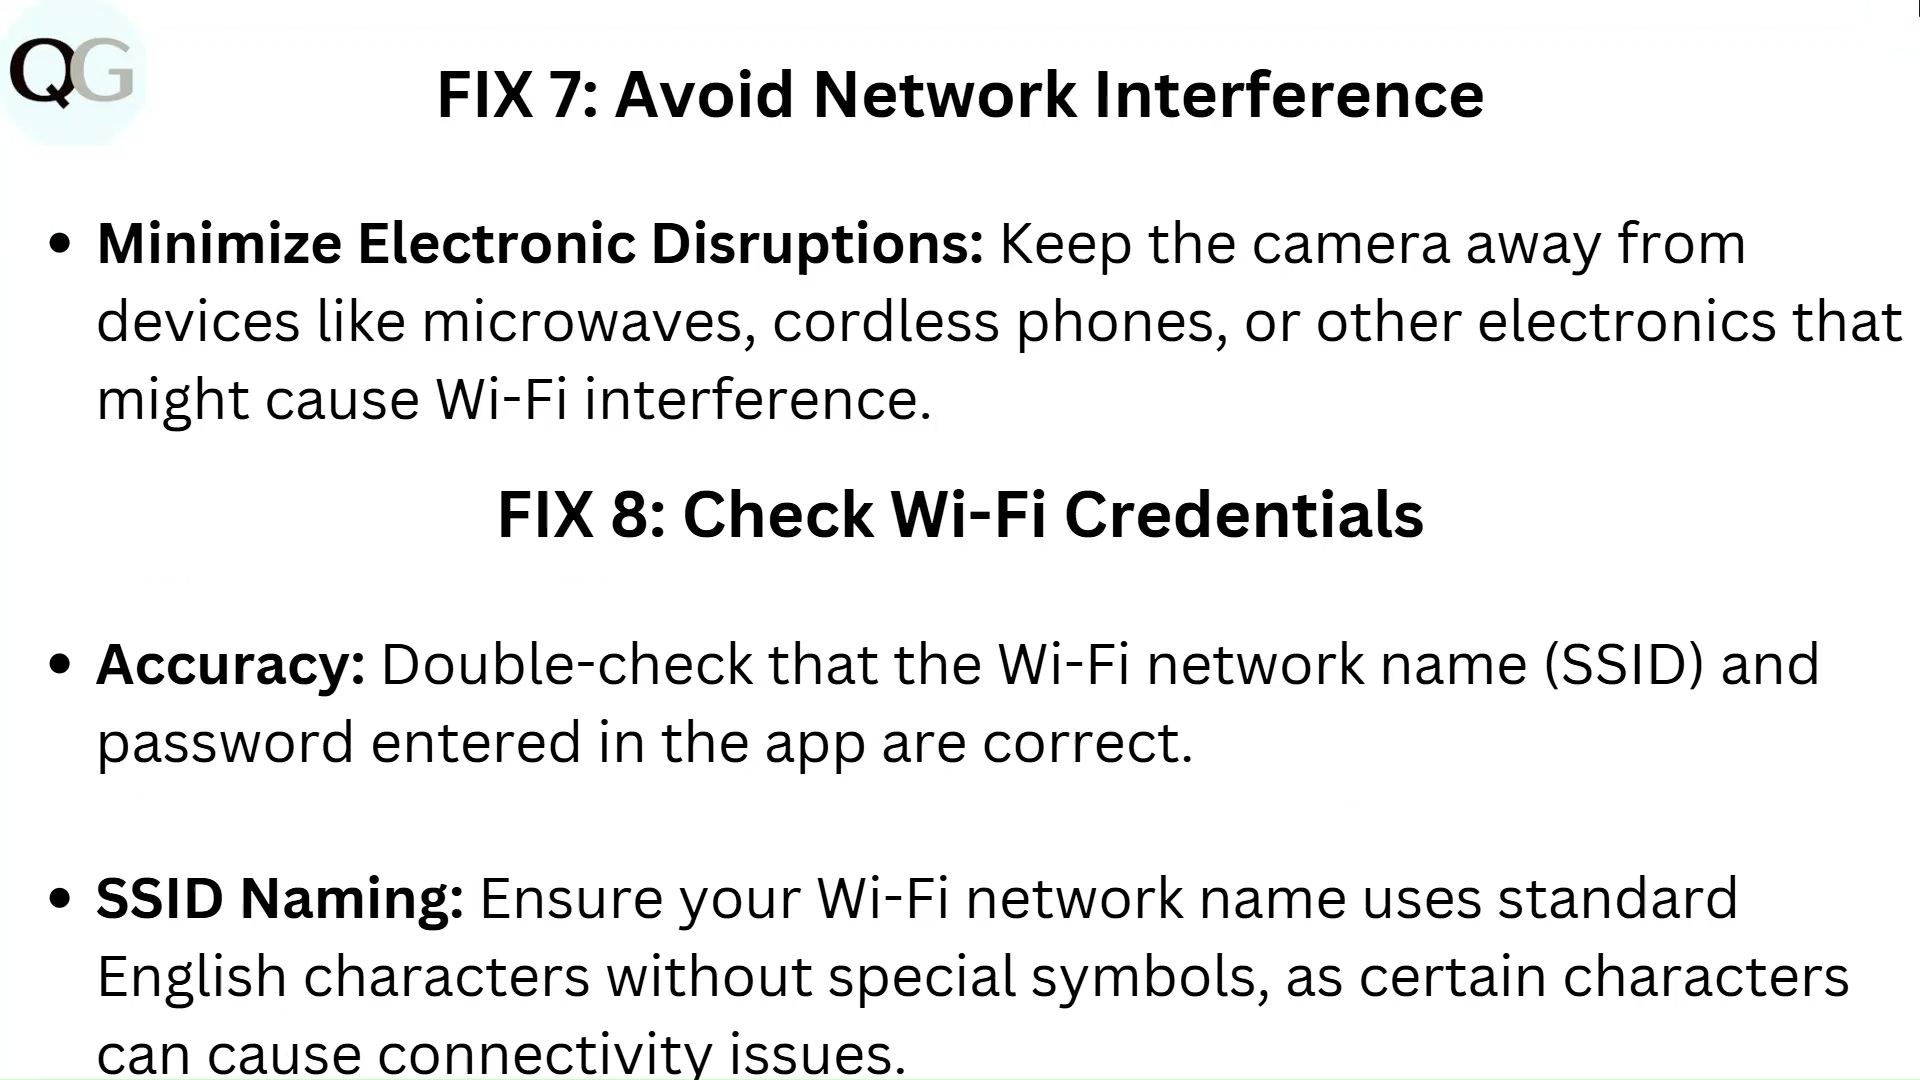 QG
FIX 7: Avoid Network Interference
• Minimize Electronic Disruptions: Keep the camera away from
devices like microwaves, cordless phones, or other electronics that
might cause Wi-Fi interference.
FIX 8: Check Wi-Fi Credentials
• Accuracy: Double-check that the Wi-Fi network name (SSID) and
password entered in the app are correct.
• SSID Naming: Ensure your Wi-Fi network name uses standard
English characters without special symbols, as certain characters
can cause connectivity issues.